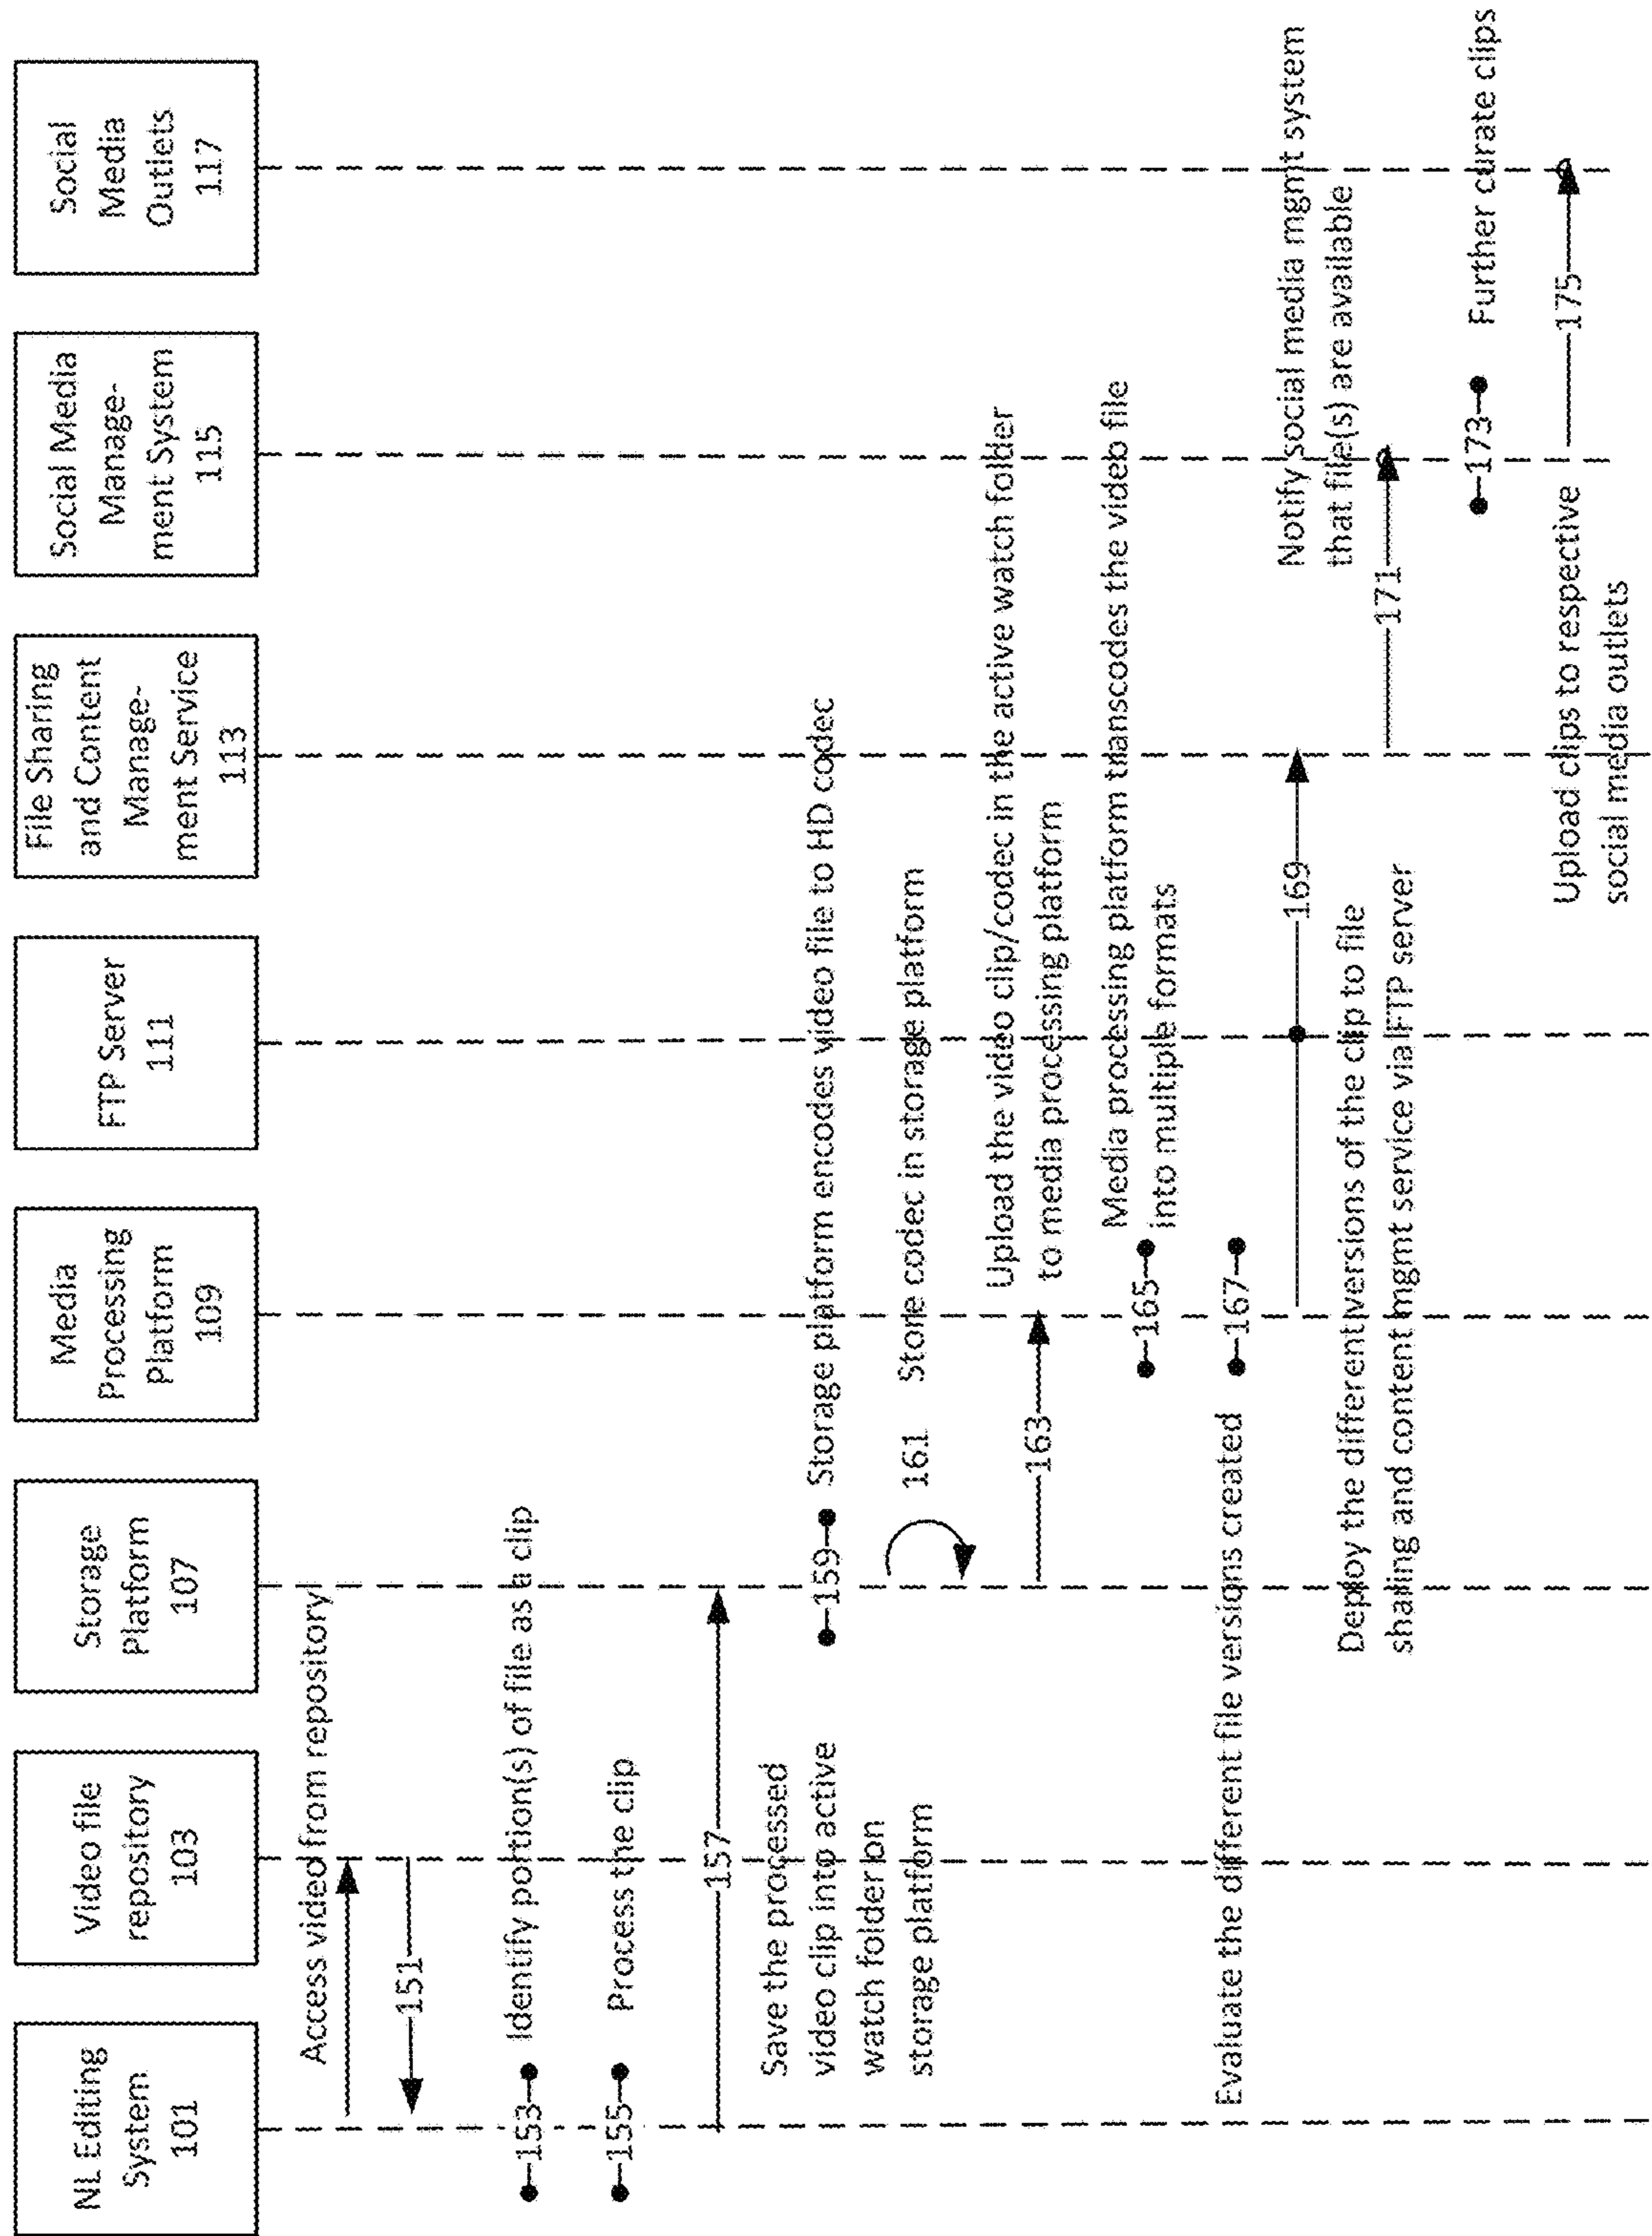 NL Editing
System
101
Video file
repository
103
Storage
Platform
107
Media
Processing
Platform
109
FTP Server
111
File Sharing
and Content
Manage-
ment Service
113
Social Media
Manage-
ment System
115
Social
Media
Outlets
117
Access video from repository
151
153
Identify portion(s) of file as a clip
155
Process the clip
157
Save the processed
video clip into active
watch folder on
storage platform
159
Storage platform encodes video file to HD codec
161
Store codec in storage platform
Upload the video clip/codec in the active watch folder
to media processing platform
163
Media processing platform transcodes the video file
into multiple formats
165
Evaluate the different file versions created
167
169
Deploy the different versions of the clip to file
sharing and content mgmt service via FTP server
Notify social media mgmt system
that file(s) are available
171
173
Further curate clips
175
Upload clips to respective
social media outlets